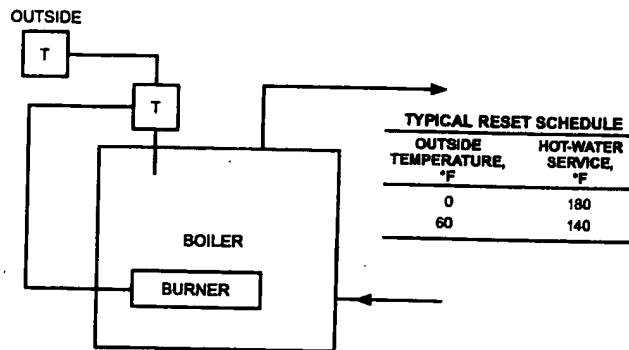 OUTSIDE
T
T
TYPICAL RESET SCHEDULE
OUTSIDE TEMPERATURE, °F
HOT-WATER SERVICE, °F
0 180
60 140
BOILER
BURNER